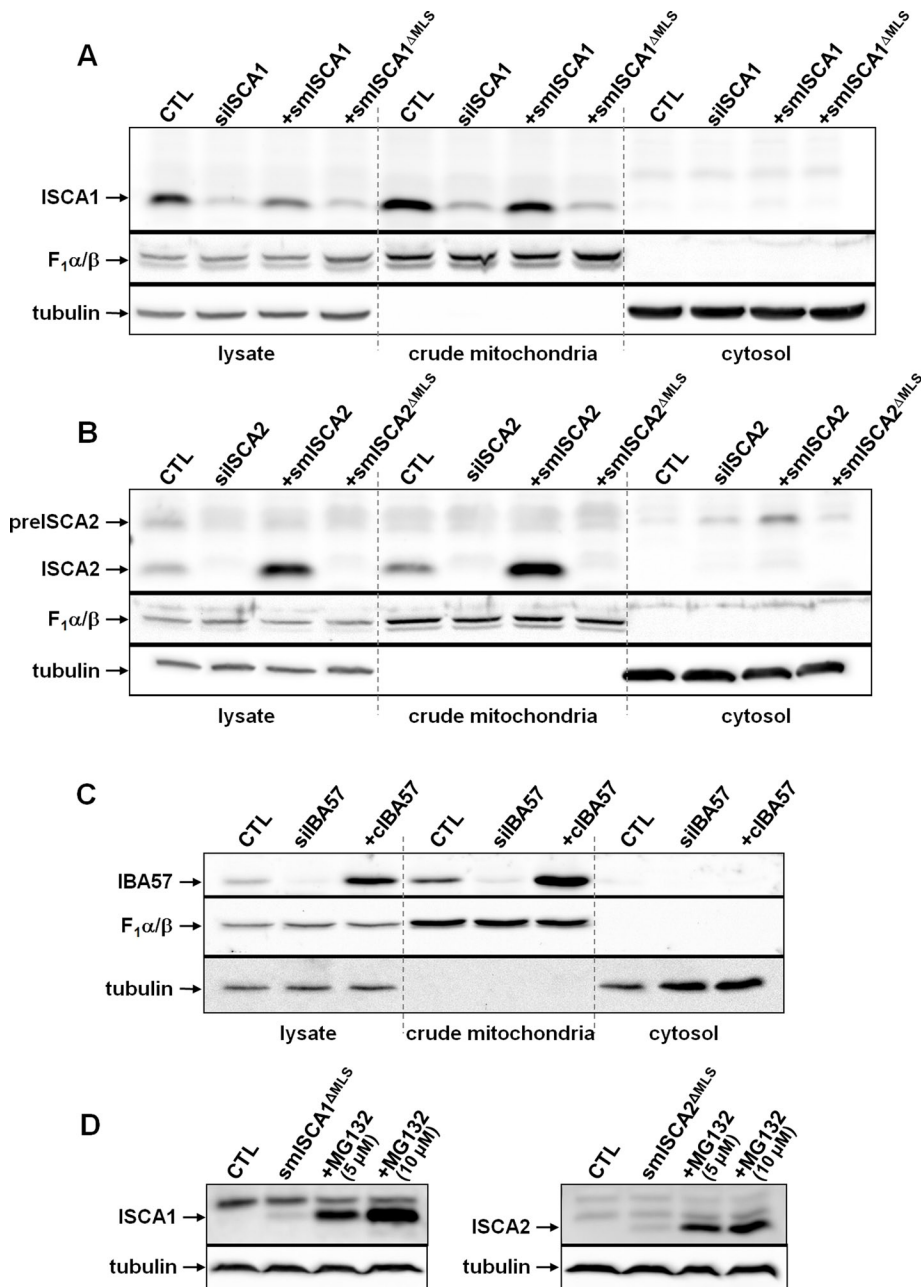 A
CTL siISCA1 +smISCA1 +smISCA1ΔMLS CTL siISCA1 +smISCA1 +smISCA1ΔMLS CTL siISCA1 +smISCA1 +smISCA1ΔMLS
ISCA1
F1α/β
tubulin
lysate crude mitochondria cytosol
B
CTL siISCA2 +smISCA2 +smISCA2ΔMLS CTL siISCA2 +smISCA2 +smISCA2ΔMLS CTL siISCA2 +smISCA2 +smISCA2ΔMLS
preISCA2
ISCA2
F1α/β
tubulin
lysate crude mitochondria cytosol
C
CTL siIBA57 +cIBA57 CTL siIBA57 +cIBA57 CTL siIBA57 +cIBA57
IBA57
F1α/β
tubulin
lysate crude mitochondria cytosol
D
CTL smISCA1ΔMLS +MG132 (5 µM) +MG132 (10 µM)
ISCA1
tubulin
CTL smISCA2ΔMLS +MG132 (5 µM) +MG132 (10 µM)
ISCA2
tubulin